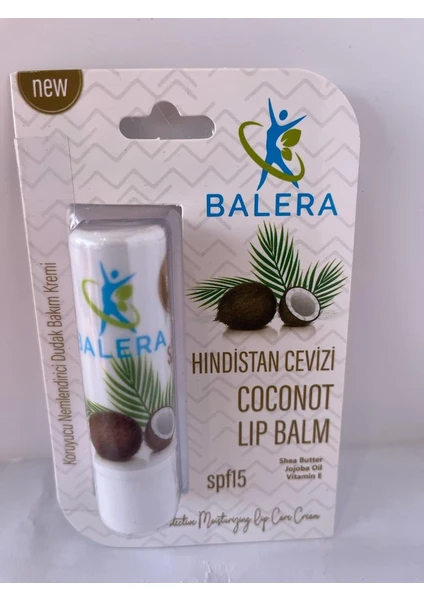 new
BALERA
Koruyucu Nemlendirici Dudak Bakım Kremi
BALERA
HINDİSTAN CEVİZİ
COCONOT
LIP BALM
Shea Butter
Jojoba Oil
Vitamin E
spf15
Moisturizing Lip Care Cream